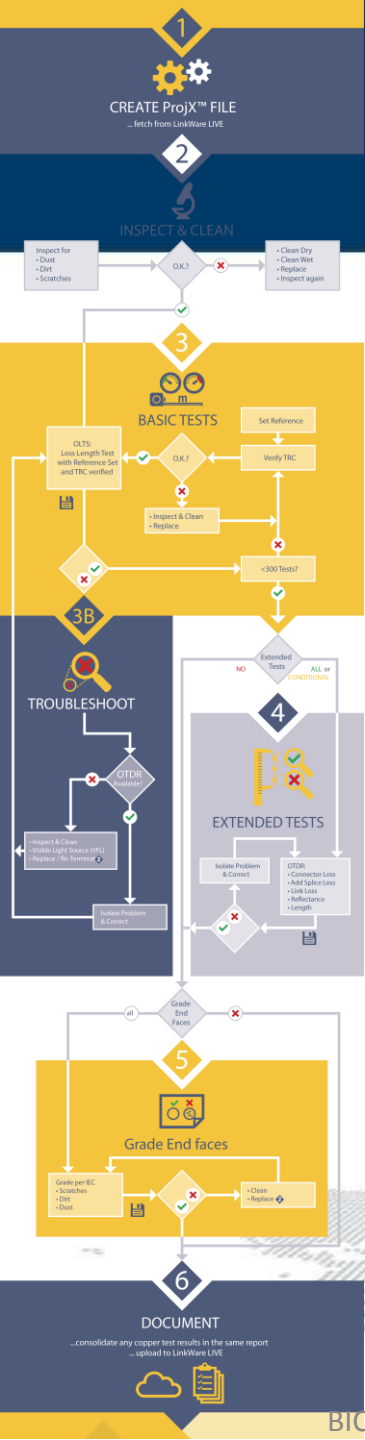 1
CREATE ProjX™ FILE
... fetch from LinkWare LIVE
2
INSPECT & CLEAN
Inspect for
• Dust
• Dirt
• Scratches
O.K.?
• Clean Dry
• Clean Wet
• Replace
• Inspect again
3
m
BASIC TESTS
Set Reference
OLTS:
Loss Length Test
with Reference Set
and TRC verified
O.K.?
Verify TRC
• Inspect & Clean
• Replace
<300 Tests?
3B
TROUBLESHOOT
Extended
Tests
NO
ALL or
CONDITIONAL
4
OTDR
Available?
EXTENDED TESTS
• Inspect & Clean
• Visible Light Source (VFL)
• Replace / Re-Terminate 2
Isolate Problem
& Correct
Isolate Problem
& Correct
OTDR:
• Connector Loss
• Add Splice Loss
• Link Loss
• Reflectance
• Length
Grade
End
Faces
all
5
Grade End faces
Grade per IEC
• Scratches
• Dirt
• Dust
• Clean
• Replace 2
6
DOCUMENT
...consolidate any copper test results in the same report
... upload to LinkWare LIVE
BIC